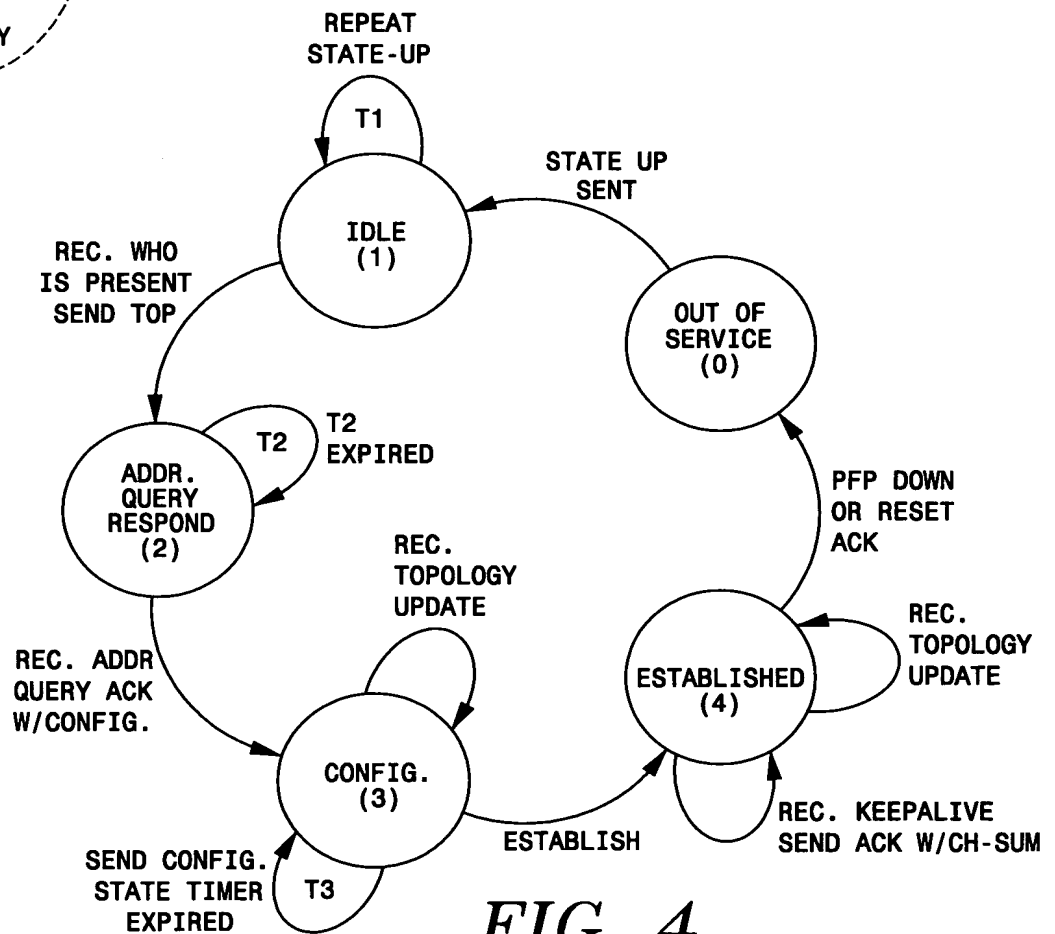 Y
REPEAT
STATE-UP
T1
IDLE
(1)
STATE UP
SENT
OUT OF
SERVICE
(0)
REC. WHO
IS PRESENT
SEND TOP
ADDR.
QUERY
RESPOND
(2)
T2
T2
EXPIRED
PFP DOWN
OR RESET
ACK
REC.
TOPOLOGY
UPDATE
REC. ADDR
QUERY ACK
W/CONFIG.
CONFIG.
(3)
ESTABLISHED
(4)
REC.
TOPOLOGY
UPDATE
ESTABLISH
REC. KEEPALIVE
SEND ACK W/CH-SUM
SEND CONFIG.
STATE TIMER
EXPIRED
T3
FIG. 4